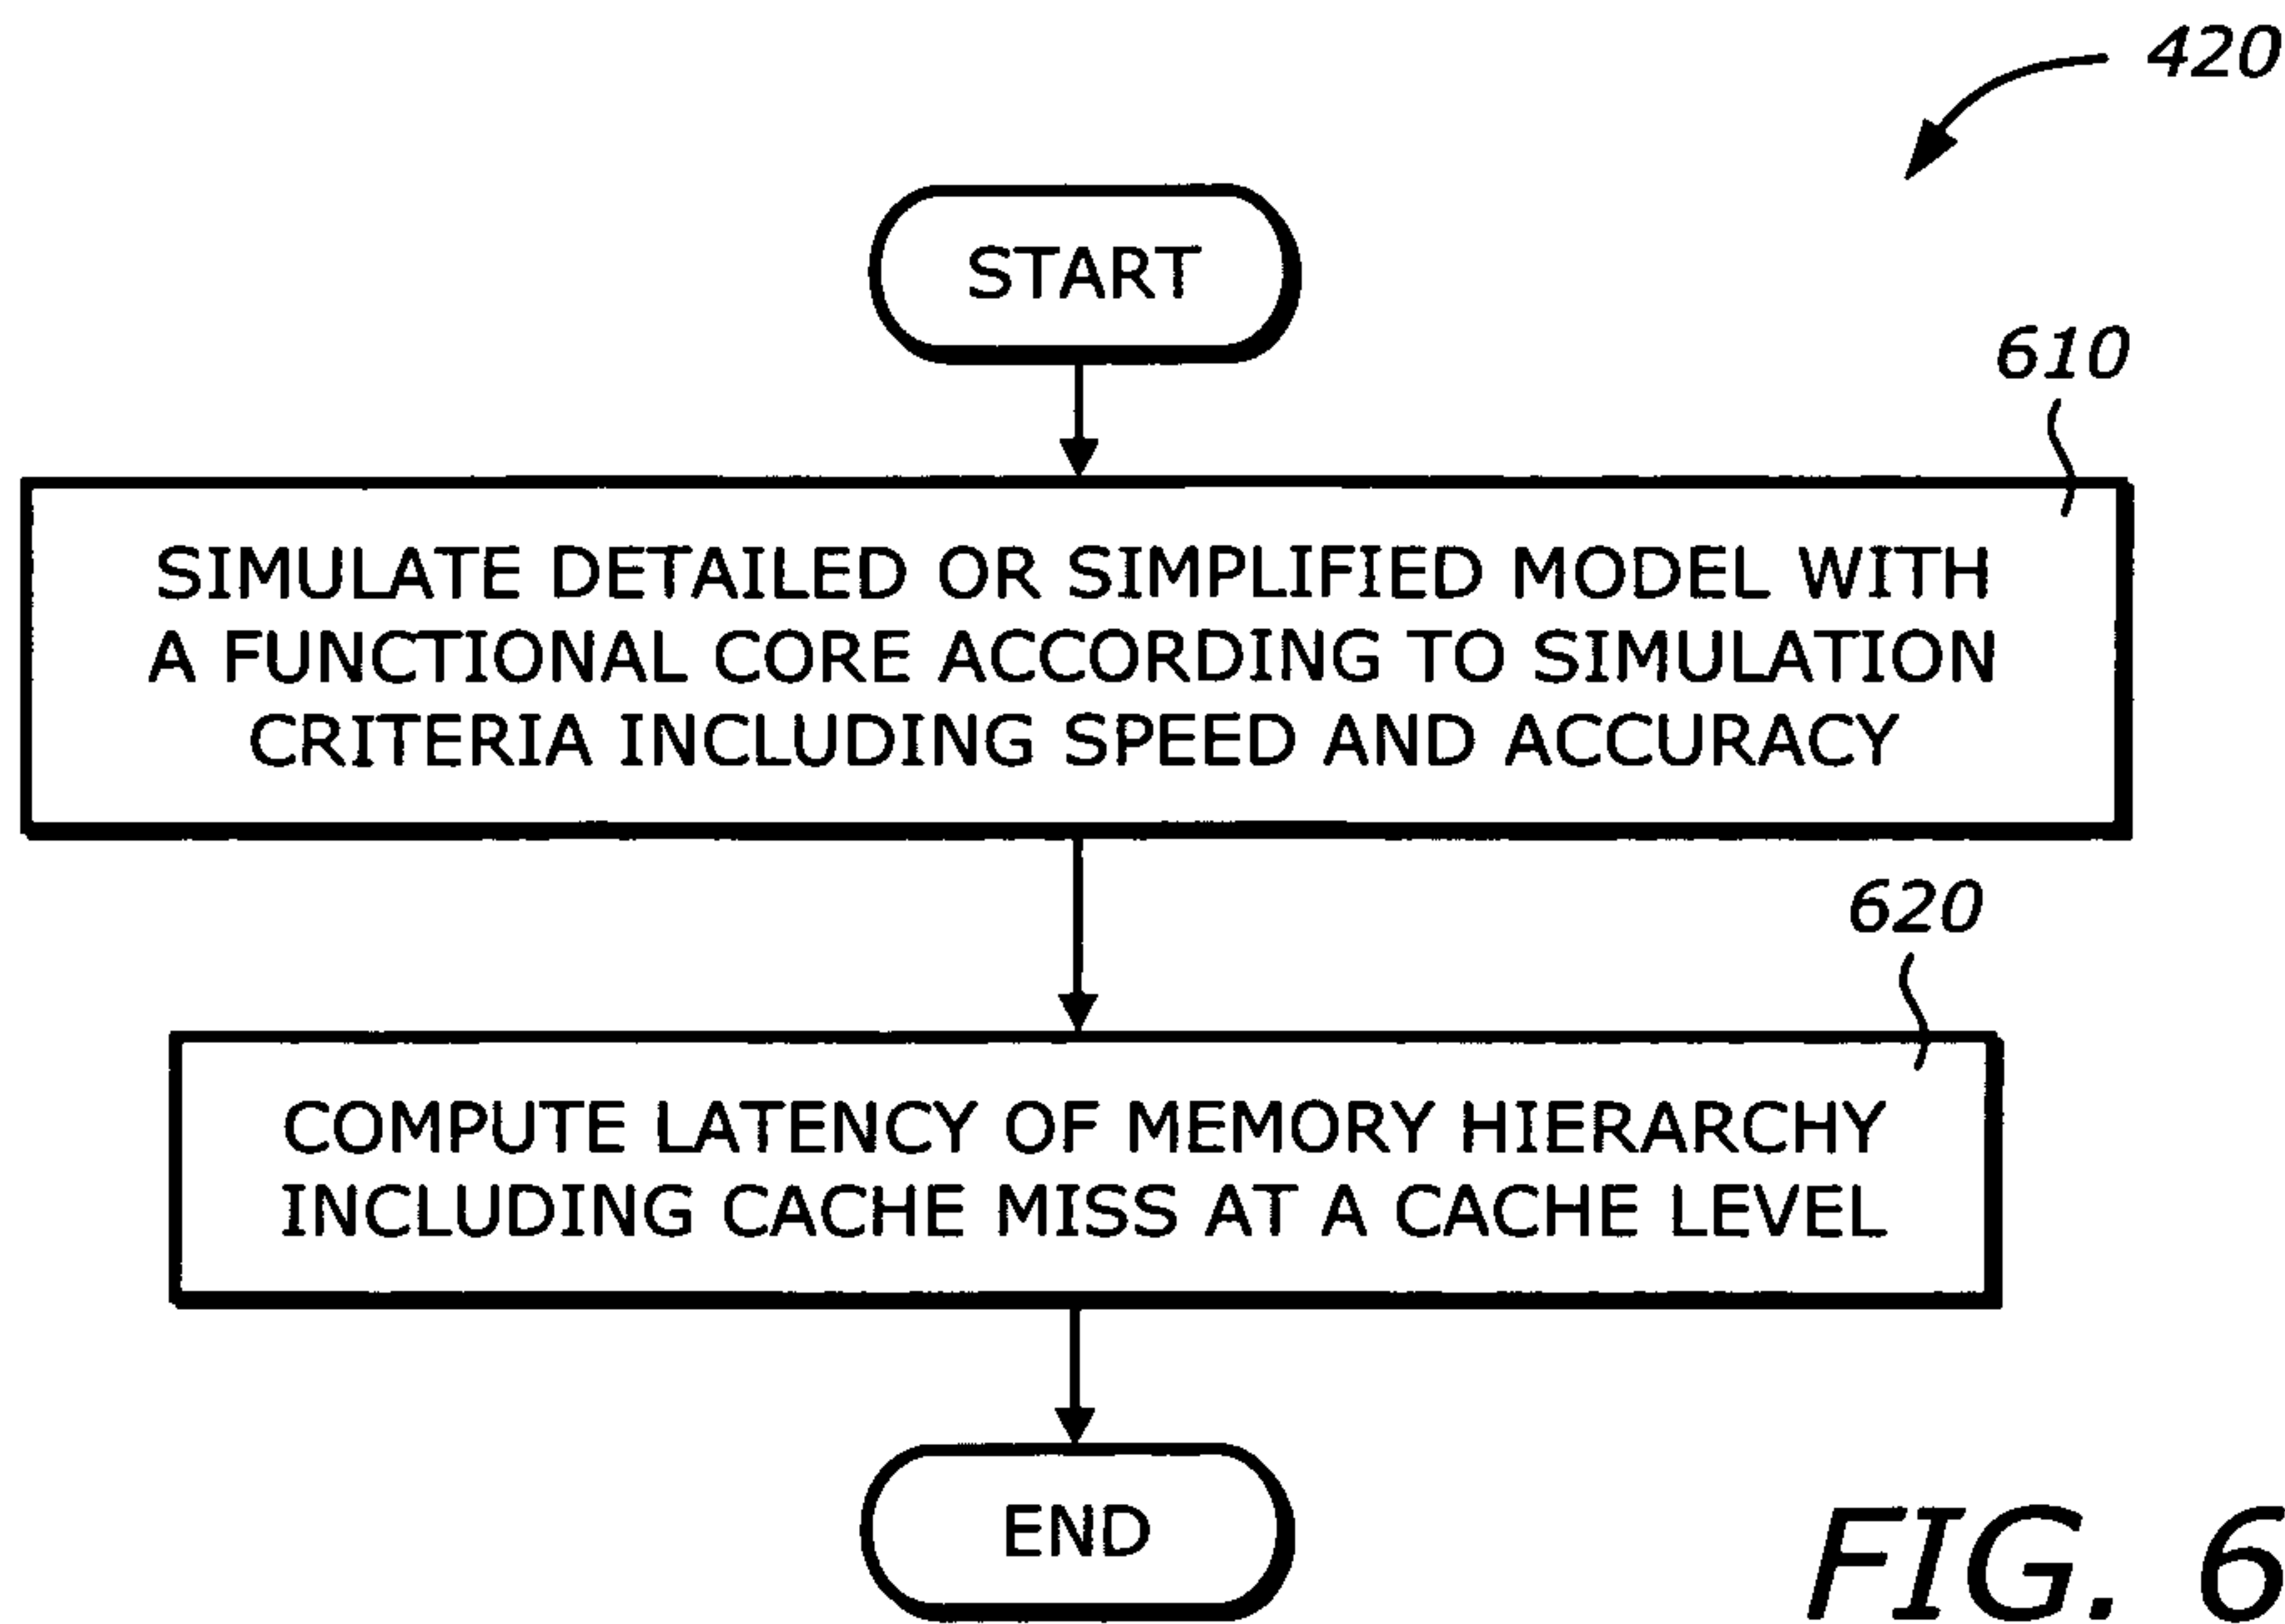 420
START
610
SIMULATE DETAILED OR SIMPLIFIED MODEL WITH
A FUNCTIONAL CORE ACCORDING TO SIMULATION
CRITERIA INCLUDING SPEED AND ACCURACY
620
COMPUTE LATENCY OF MEMORY HIERARCHY
INCLUDING CACHE MISS AT A CACHE LEVEL
END
FIG. 6